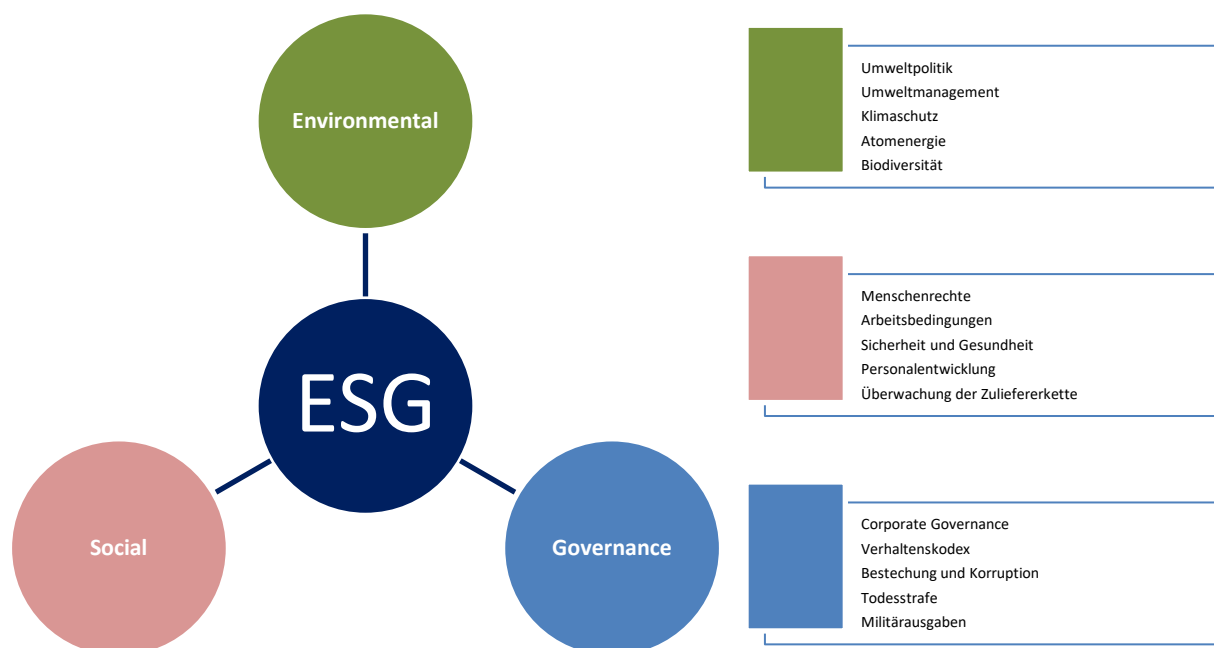 Environmental
ESG
Social
Governance
Umweltpolitik
Umweltmanagement
Klimaschutz
Atomenergie
Biodiversität
Menschenrechte
Arbeitsbedingungen
Sicherheit und Gesundheit
Personalentwicklung
Überwachung der Zuliefererkette
Corporate Governance
Verhaltenskodex
Bestechung und Korruption
Todesstrafe
Militärausgaben